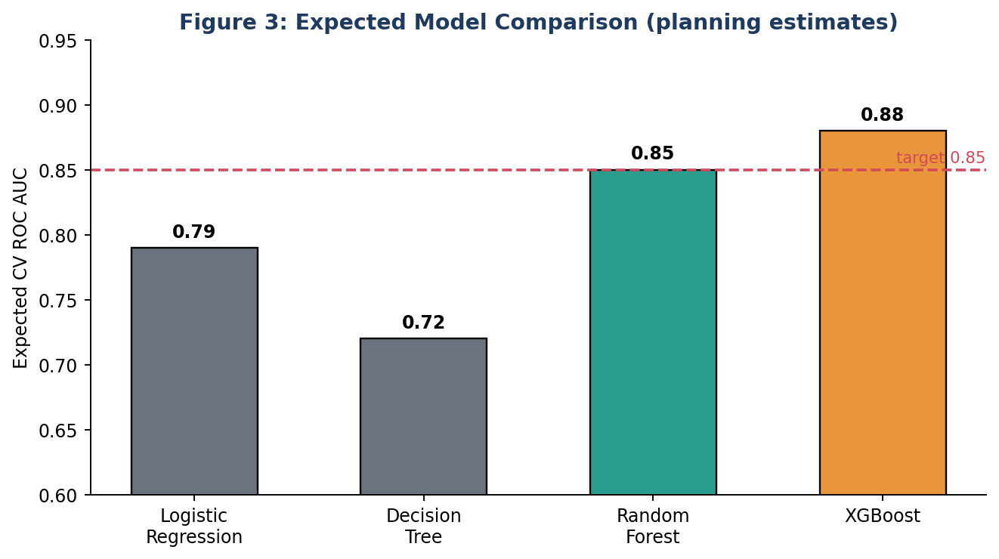 Figure 3: Expected Model Comparison (planning estimates)
Expected CV ROC AUC
0.95
0.90
0.85
0.80
0.75
0.70
0.65
0.60
0.79
0.72
0.85
0.88
target 0.85
Logistic
Regression
Decision
Tree
Random
Forest
XGBoost